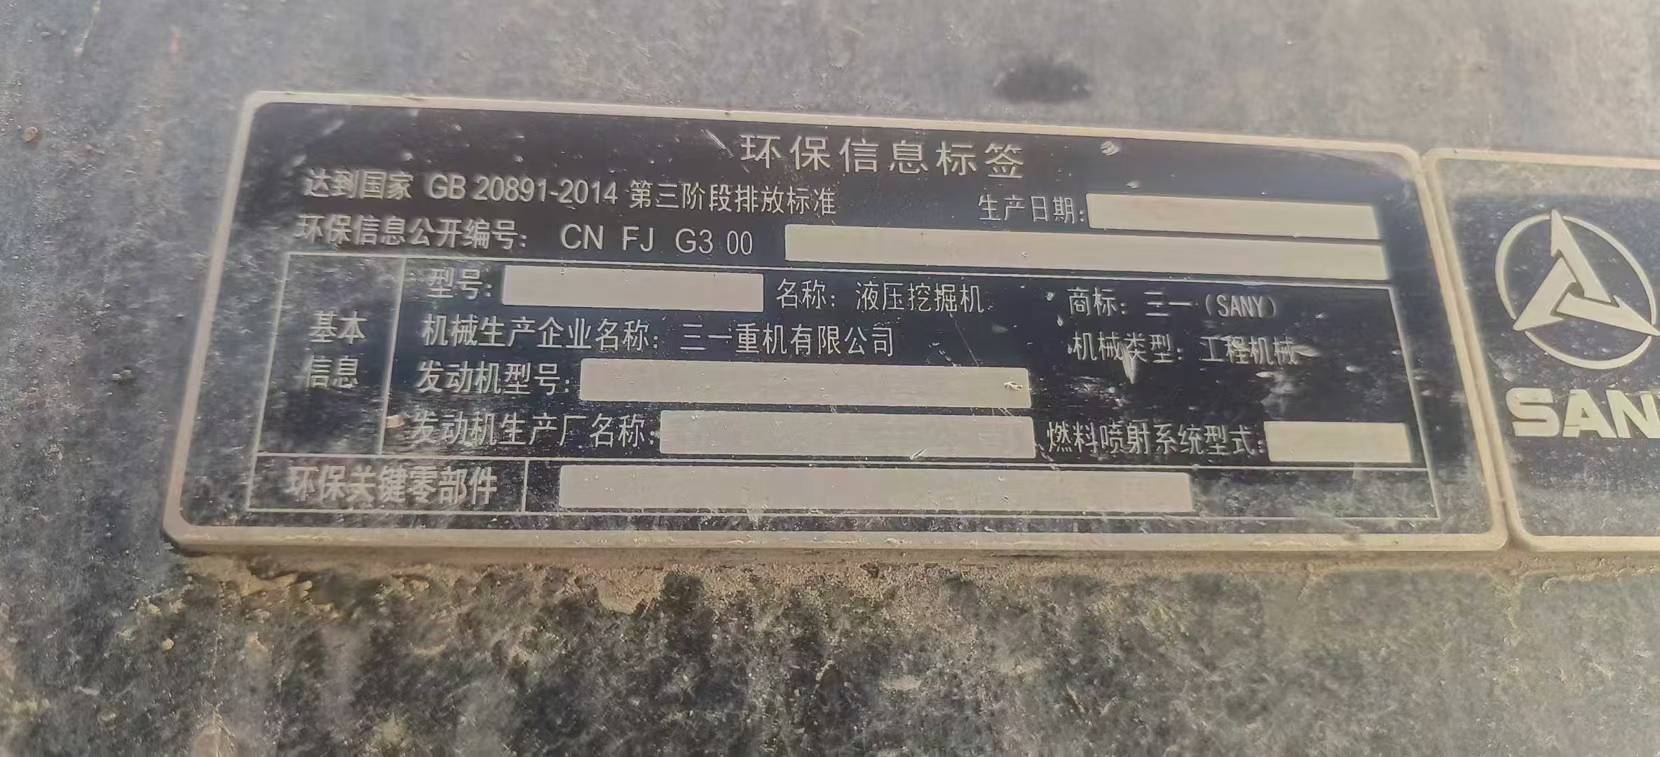 环保信息标签
达到国家 GB 20891-2014 第三阶段排放标准 生产日期:
环保信息公开编号: CN FJ G3 00
基本信息
型号: 名称: 液压挖掘机 商标: 三一 (SANY)
机械生产企业名称: 三一重机有限公司 机械类型: 工程机械
发动机型号:
发动机生产厂名称: 燃料喷射系统型式:
环保关键零部件
SANY